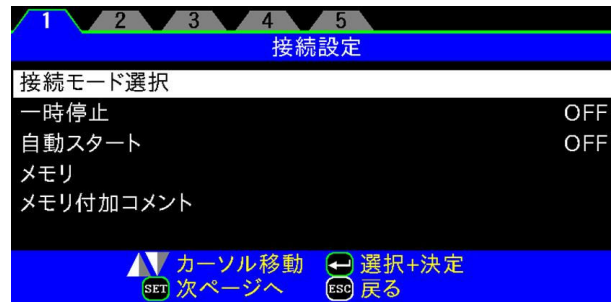 1 2 3 4 5
接続設定
接続モード選択
一時停止 OFF
自動スタート OFF
メモリ
メモリ付加コメント
カーソル移動 選択+決定
SET 次ページへ ESC 戻る